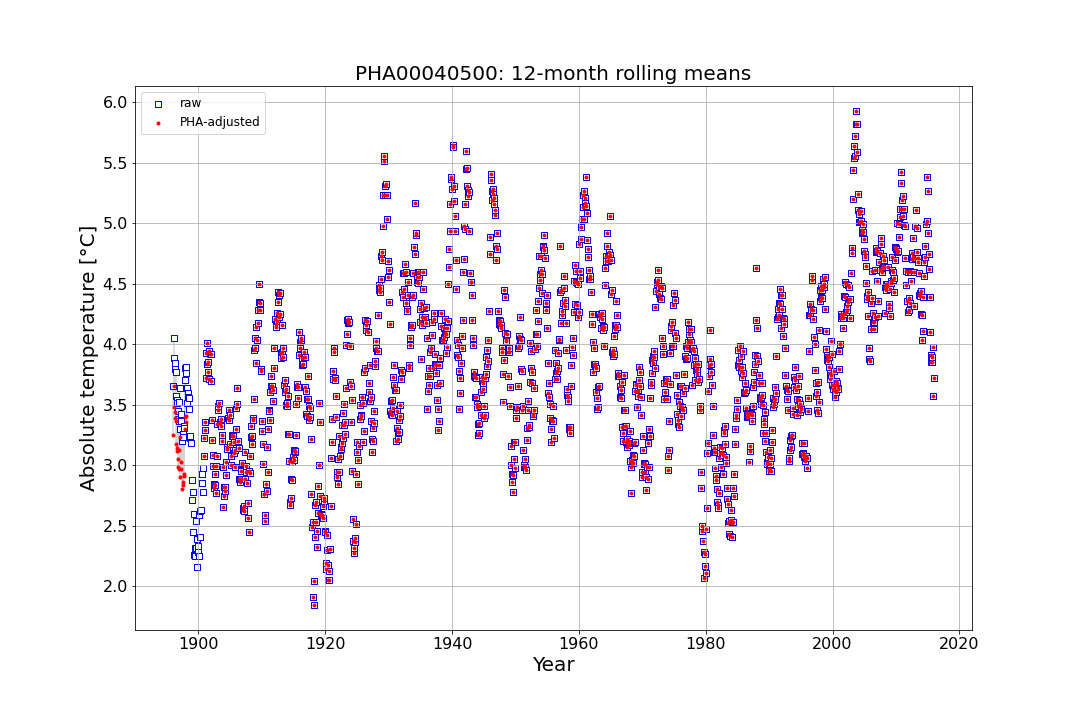 PHA00040500: 12-month rolling means
raw
PHA-adjusted
Absolute temperature [°C]
6.0
5.5
5.0
4.5
4.0
3.5
3.0
2.5
2.0
1900 1920 1940 1960 1980 2000 2020
Year